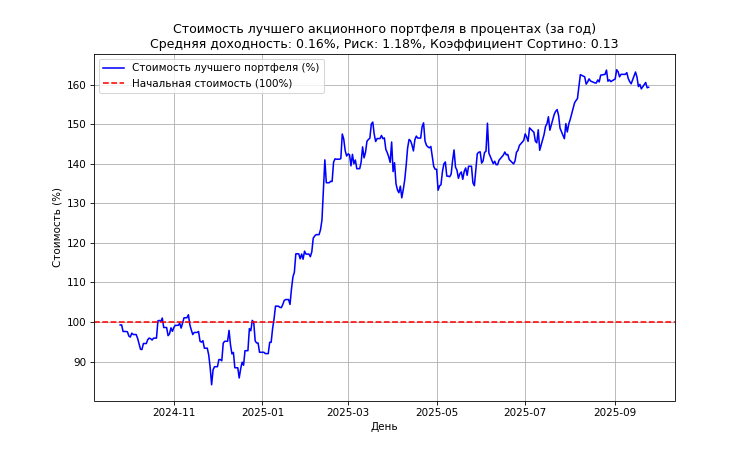 Стоимость лучшего акционного портфеля в процентах (за год)
Средняя доходность: 0.16%, Риск: 1.18%, Коэффициент Сортино: 0.13
Стоимость лучшего портфеля (%)
Начальная стоимость (100%)
Стоимость (%)
160
150
140
130
120
110
100
90
2024-11
2025-01
2025-03
2025-05
2025-07
2025-09
День